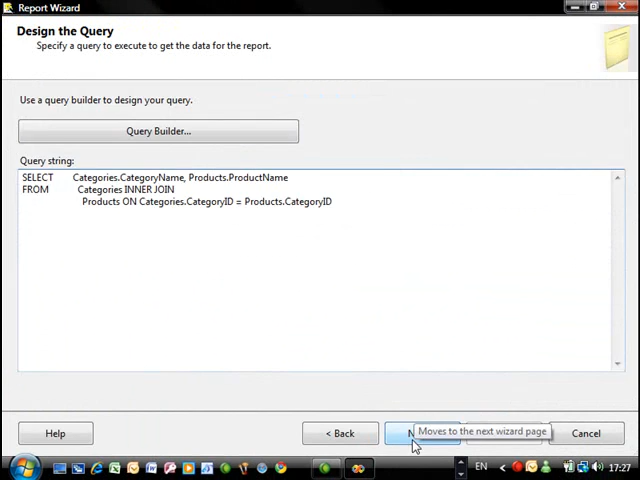 Report Wizard
Design the Query
Specify a query to execute to get the data for the report.
Use a query builder to design your query.
Query Builder...
Query string:
SELECT Categories.CategoryName, Products.ProductName
FROM Categories INNER JOIN
Products ON Categories.CategoryID = Products.CategoryID
Help
< Back
Moves to the next wizard page
Cancel
EN
17:27